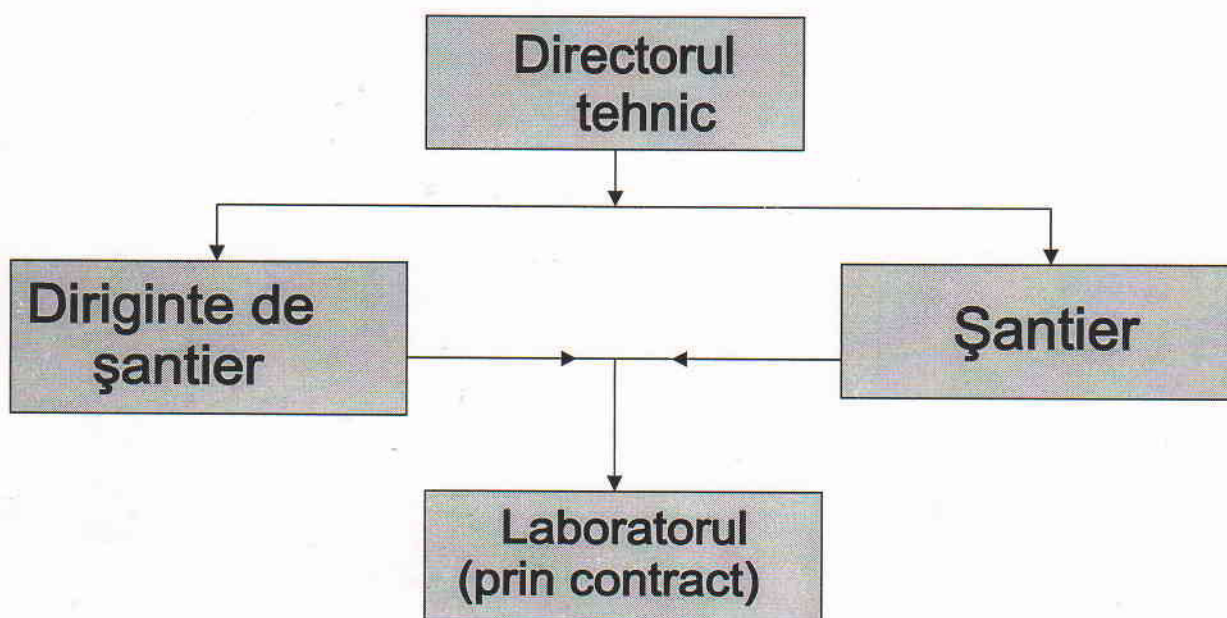 Directorul
tehnic
Diriginte de
şantier
Şantier
Laboratorul
(prin contract)